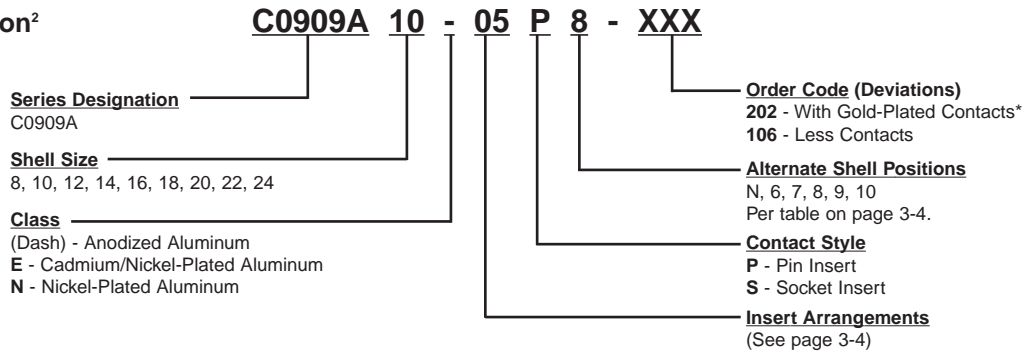 on²
C0909A 10 - 05 P 8 - XXX
Series Designation
C0909A
Shell Size
8, 10, 12, 14, 16, 18, 20, 22, 24
Class
(Dash) - Anodized Aluminum
E - Cadmium/Nickel-Plated Aluminum
N - Nickel-Plated Aluminum
Order Code (Deviations)
202 - With Gold-Plated Contacts*
106 - Less Contacts
Alternate Shell Positions
N, 6, 7, 8, 9, 10
Per table on page 3-4.
Contact Style
P - Pin Insert
S - Socket Insert
Insert Arrangements
(See page 3-4)